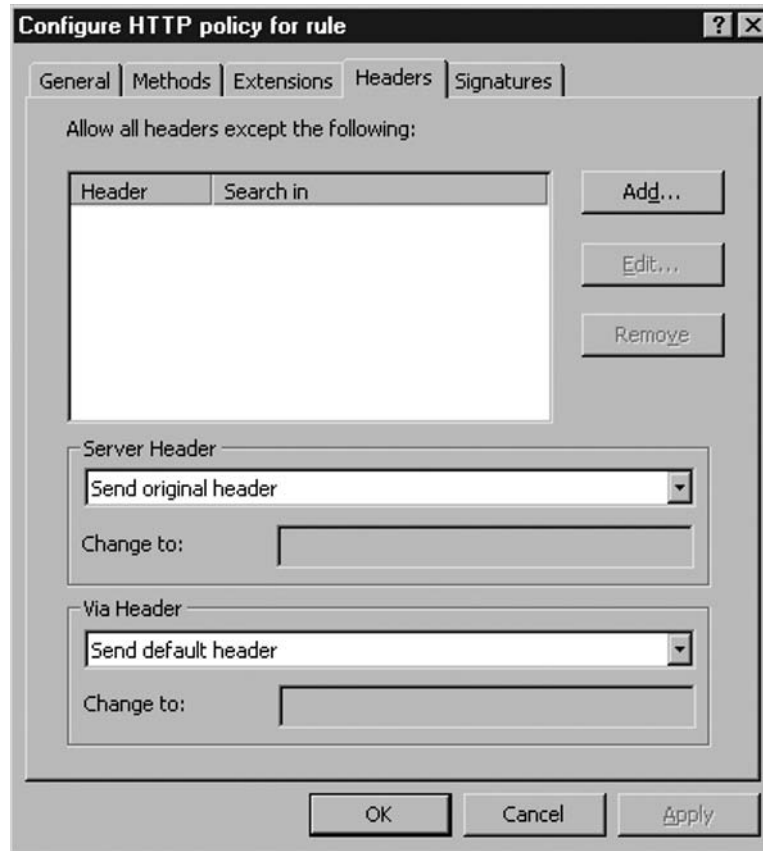 Configure HTTP policy for rule
General Methods Extensions Headers Signatures
Allow all headers except the following:
Header Search in
Add...
Edit...
Remove
Server Header
Send original header
Change to:
Via Header
Send default header
Change to:
OK Cancel Apply